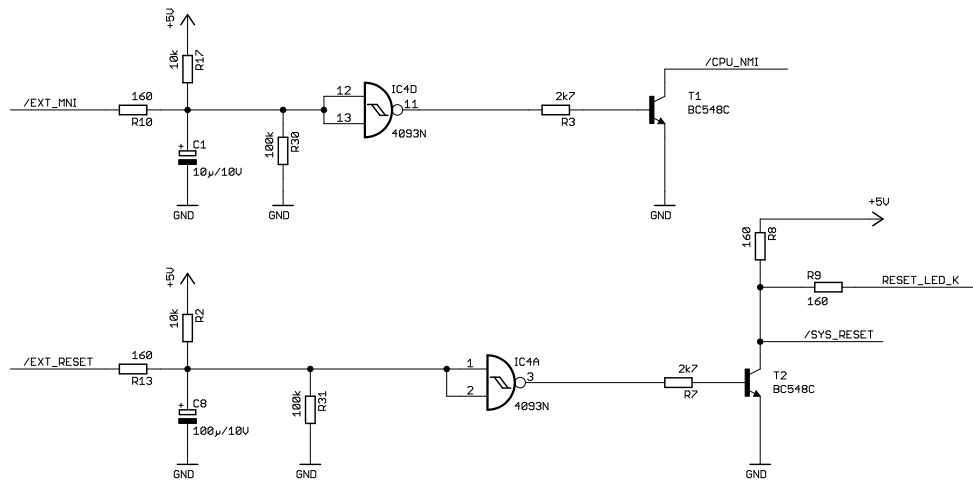 +5V
10k
R17
/EXT_MNI
160
R10
+
C1
10µ/10V
GND
100k
R30
GND
12
13
IC4D
11
4093N
2k7
R3
/CPU_NMI
T1
BC548C
GND
+5V
160
R8
R9
160
RESET_LED_K
/SYS_RESET
+5V
10k
R2
/EXT_RESET
160
R13
+
C8
100µ/10V
GND
100k
R31
GND
1
2
IC4A
3
4093N
2k7
R7
T2
BC548C
GND